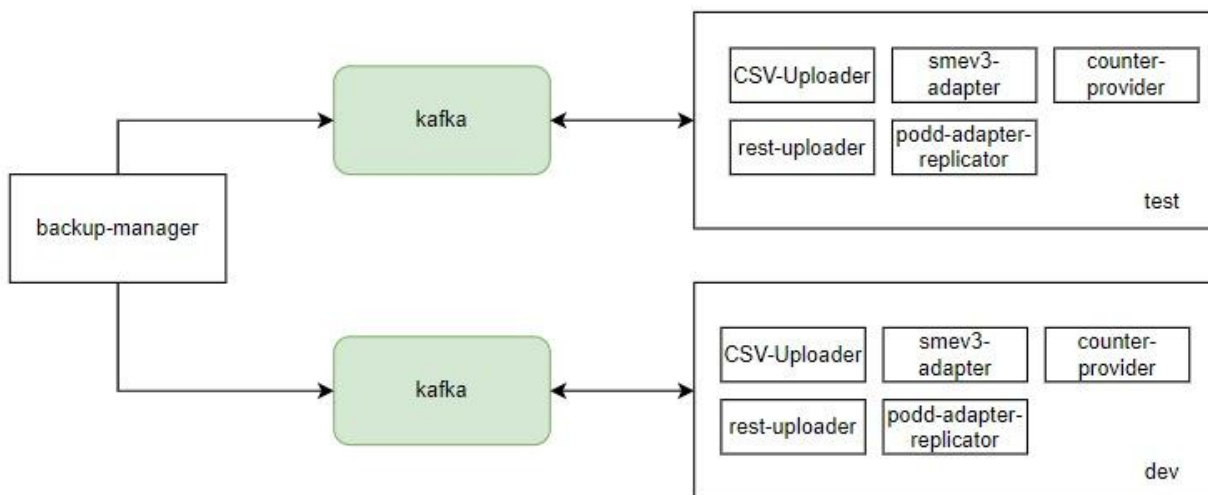 backup-manager
kafka
CSV-Uploader
smev3-
adapter
counter-
provider
rest-uploader
podd-adapter-
replicator
test
kafka
CSV-Uploader
smev3-
adapter
counter-
provider
rest-uploader
podd-adapter-
replicator
dev